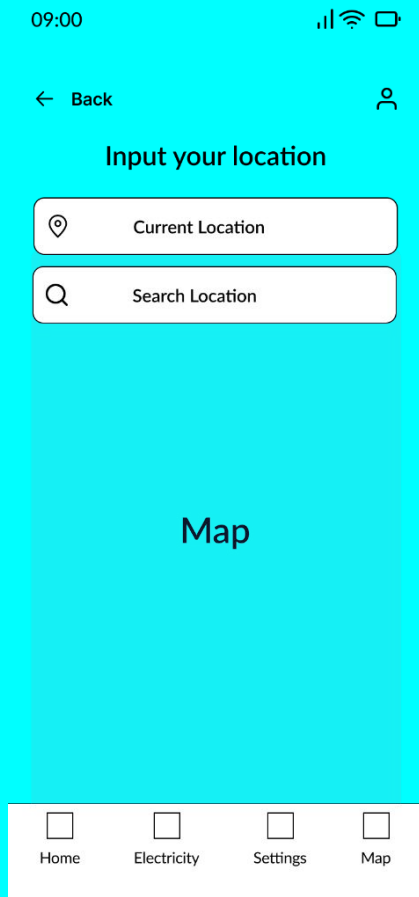 09:00
Back
Input your location
Current Location
Search Location
Map
Home Electricity Settings Map